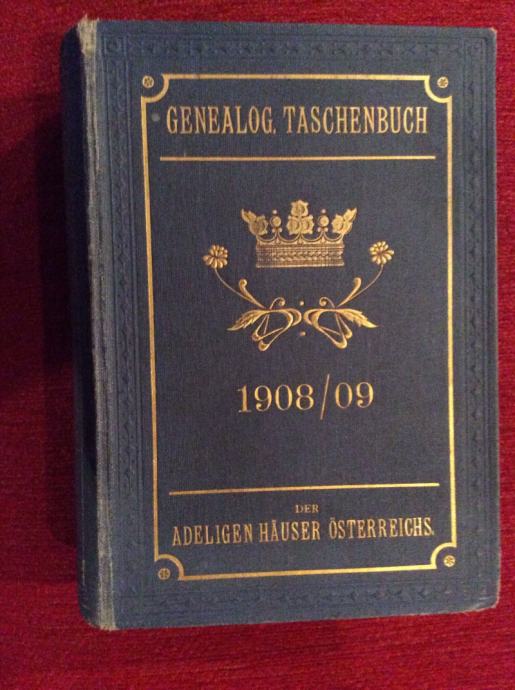 GENEALOG. TASCHENBUCH
1908/09
DER
ADELIGEN HÄUSER ÖSTERREICHS.